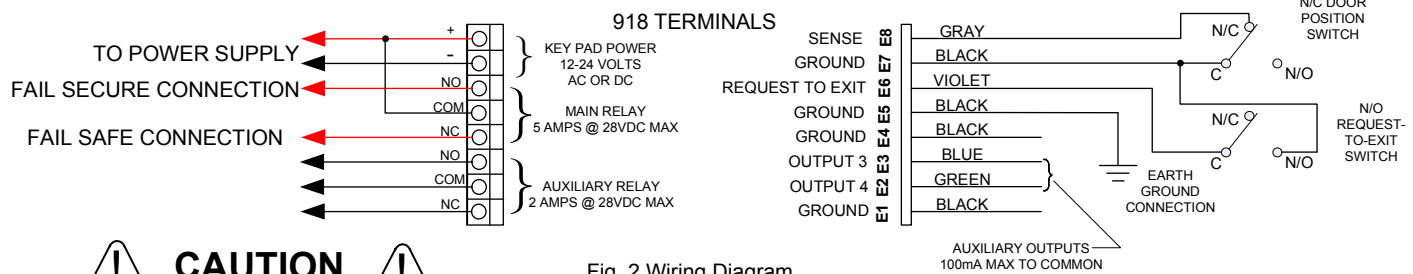 918 TERMINALS
TO POWER SUPPLY
FAIL SECURE CONNECTION
FAIL SAFE CONNECTION
+
-
NO
COM
NC
NO
COM
NC
KEY PAD POWER
12-24 VOLTS
AC OR DC
MAIN RELAY
5 AMPS @ 28VDC MAX
AUXILIARY RELAY
2 AMPS @ 28VDC MAX
SENSE E8 GRAY
GROUND E7 BLACK
REQUEST TO EXIT E6 VIOLET
GROUND E5 BLACK
GROUND E4 BLACK
OUTPUT 3 E3 BLUE
OUTPUT 4 E2 GREEN
GROUND E1 BLACK
EARTH
GROUND
CONNECTION
AUXILIARY OUTPUTS
100mA MAX TO COMMON
N/C
C
N/O
N/C DOOR
POSITION
SWITCH
N/C
C
N/O
N/O
REQUEST-
TO-EXIT
SWITCH
! CAUTION !
Fig. 2 Wiring Diagram